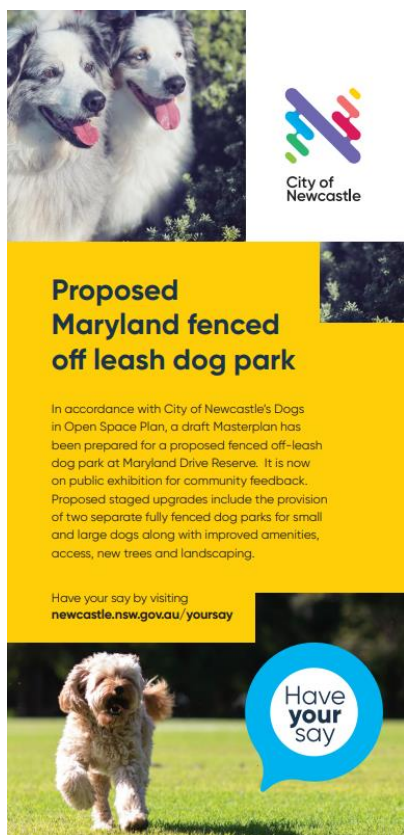 City of
Newcastle
Proposed
Maryland fenced
off leash dog park
In accordance with City of Newcastle's Dogs
in Open Space Plan, a draft Masterplan has
been prepared for a proposed fenced off-leash
dog park at Maryland Drive Reserve.  It is now
on public exhibition for community feedback.
Proposed staged upgrades include the provision
of two separate fully fenced dog parks for small
and large dogs along with improved amenities,
access, new trees and landscaping.
Have your say by visiting
newcastle.nsw.gov.au/yoursay
Have
your
say